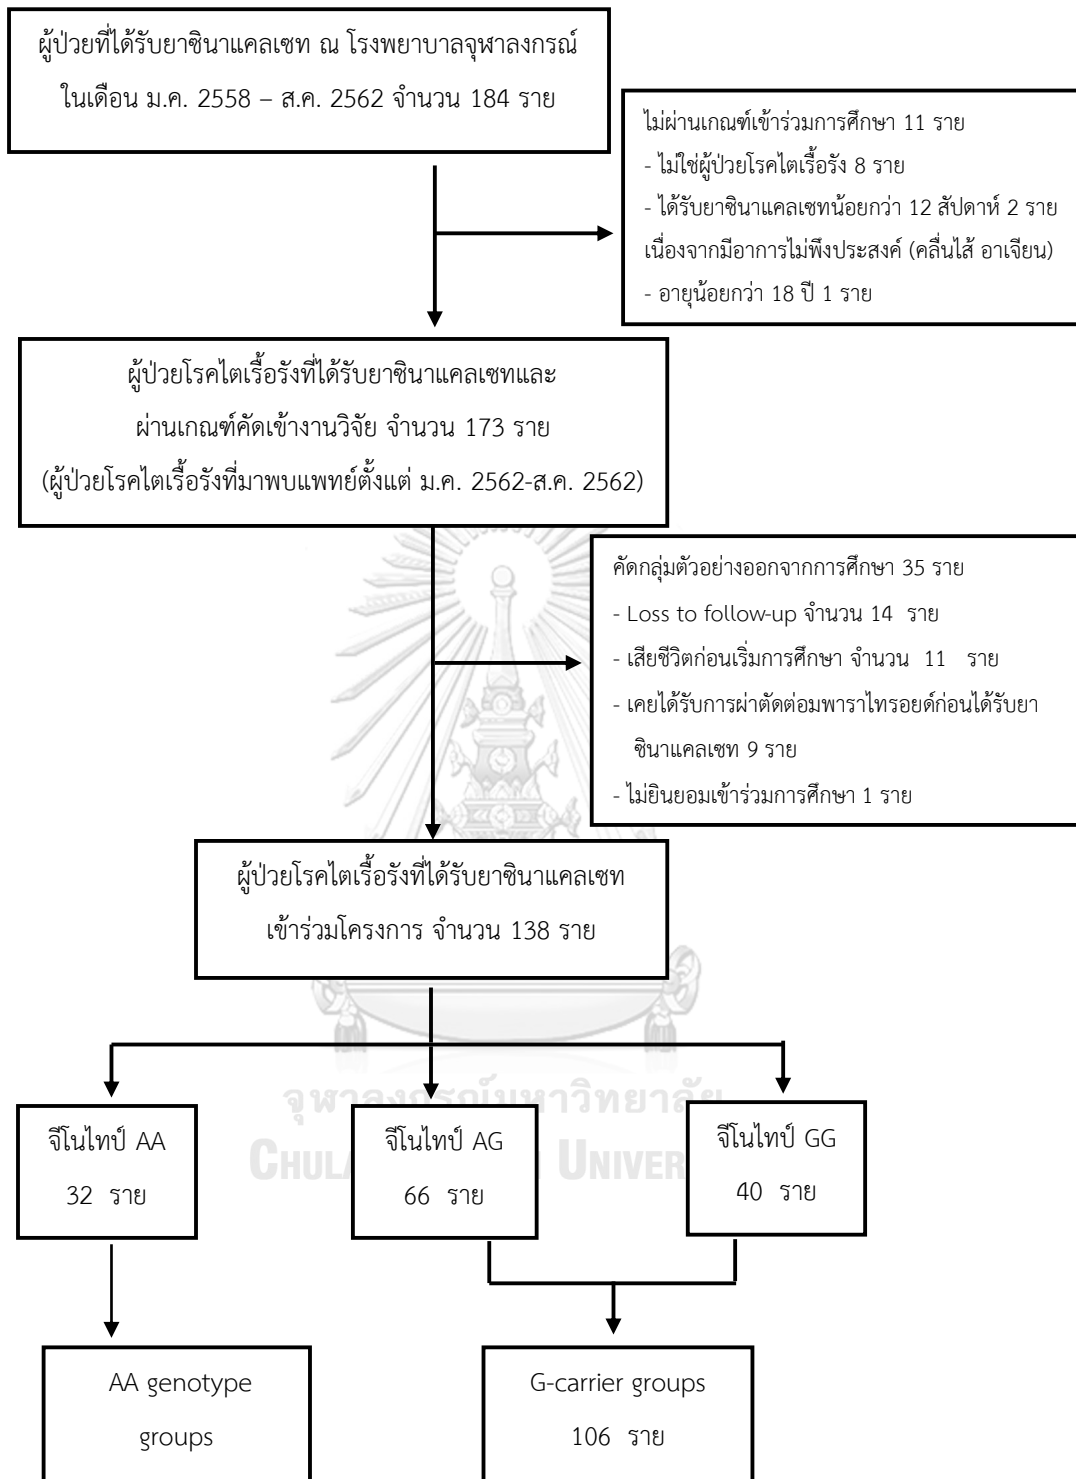 ผู้ป่วยที่ได้รับยาซินาแคลเซท ณ โรงพยาบาลจุฬาลงกรณ์
ในเดือน ม.ค. 2558 – ส.ค. 2562 จำนวน 184 ราย
ไม่ผ่านเกณฑ์เข้าร่วมการศึกษา 11 ราย
- ไม่ใช่ผู้ป่วยโรคไตเรื้อรัง 8 ราย
- ได้รับยาซินาแคลเซทน้อยกว่า 12 สัปดาห์ 2 ราย
เนื่องจากมีอาการไม่พึงประสงค์ (คลื่นไส้ อาเจียน)
- อายุน้อยกว่า 18 ปี 1 ราย
ผู้ป่วยโรคไตเรื้อรังที่ได้รับยาซินาแคลเซทและ
ผ่านเกณฑ์คัดเข้างานวิจัย จำนวน 173 ราย
(ผู้ป่วยโรคไตเรื้อรังที่มาพบแพทย์ตั้งแต่ ม.ค. 2562-ส.ค. 2562)
คัดกลุ่มตัวอย่างออกจากการศึกษา 35 ราย
- Loss to follow-up จำนวน 14 ราย
- เสียชีวิตก่อนเริ่มการศึกษา จำนวน 11 ราย
- เคยได้รับการผ่าตัดต่อมพาราไทรอยด์ก่อนได้รับยา
ซินาแคลเซท 9 ราย
- ไม่ยินยอมเข้าร่วมการศึกษา 1 ราย
ผู้ป่วยโรคไตเรื้อรังที่ได้รับยาซินาแคลเซท
เข้าร่วมโครงการ จำนวน 138 ราย
จีโนไทป์ AA
32 ราย
จีโนไทป์ AG
66 ราย
จีโนไทป์ GG
40 ราย
AA genotype
groups
G-carrier groups
106 ราย